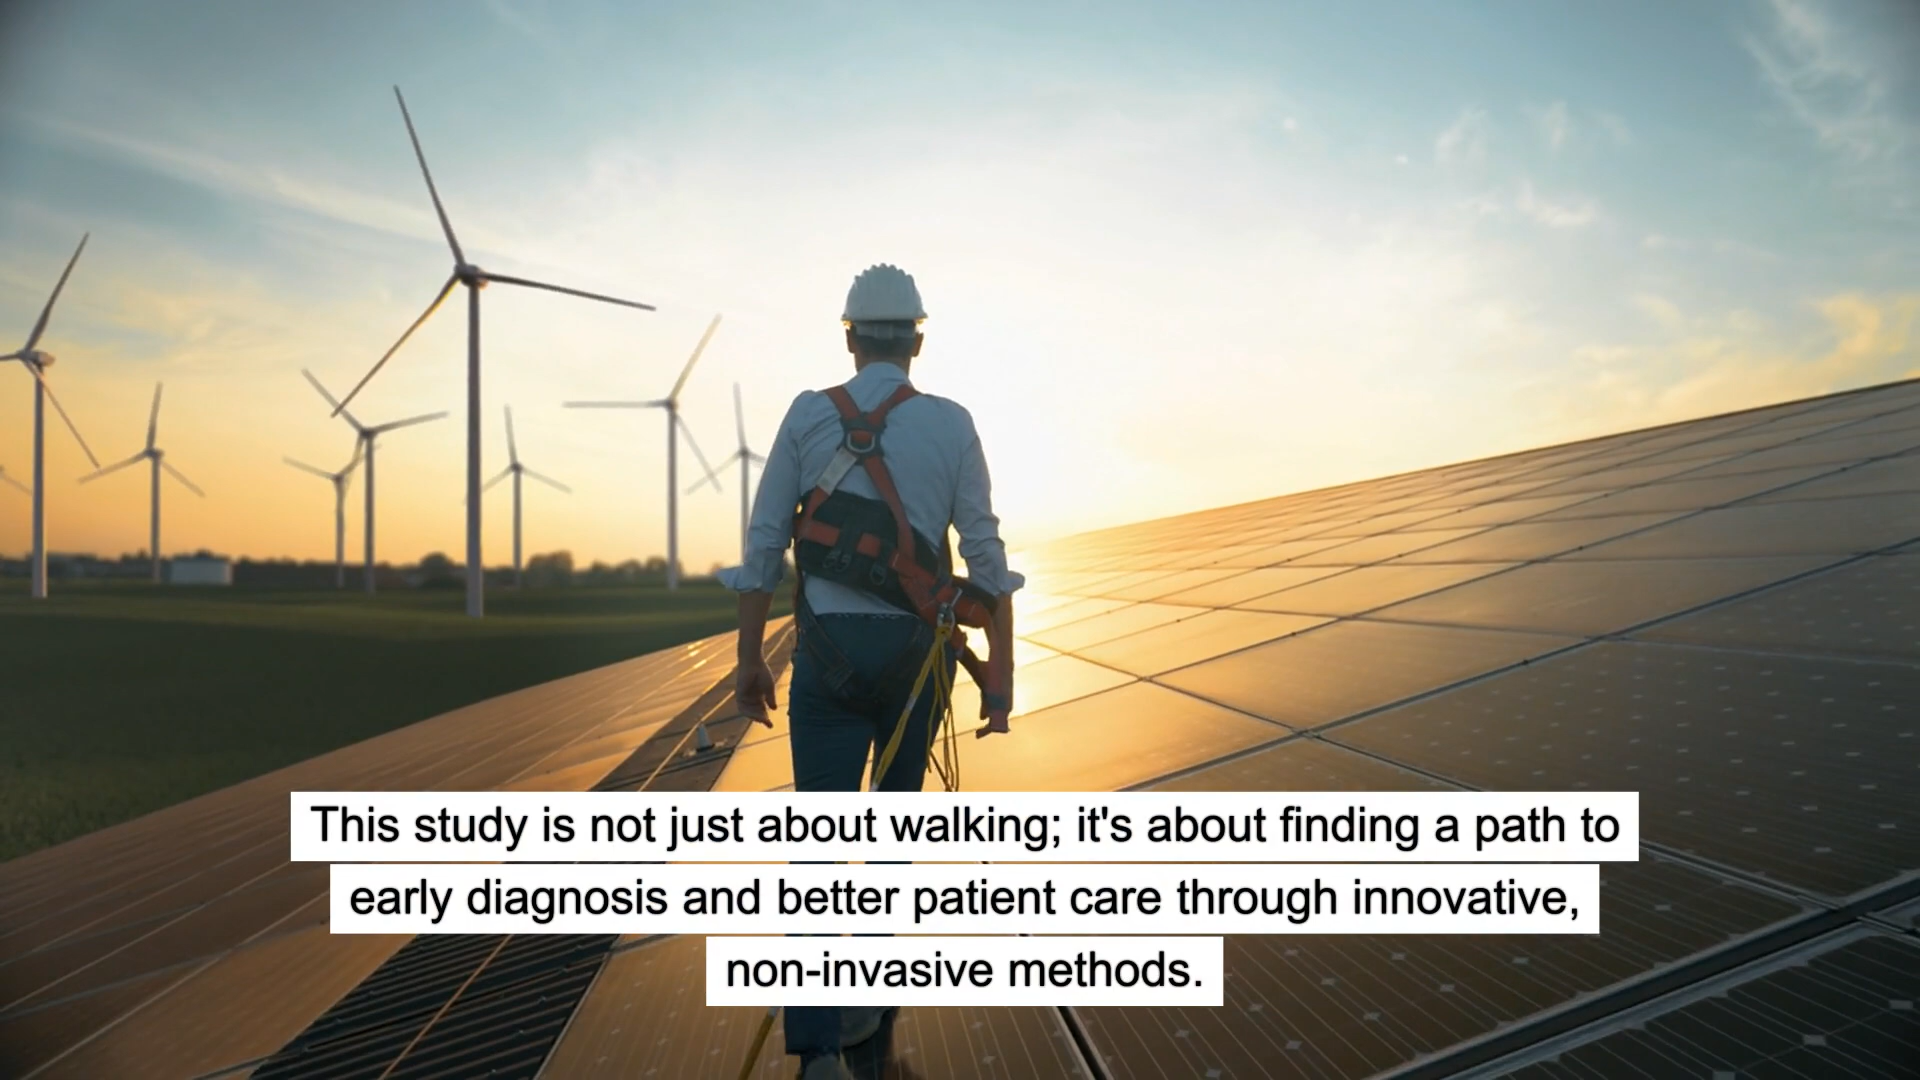 This study is not just about walking; it's about finding a path to
early diagnosis and better patient care through innovative,
non-invasive methods.